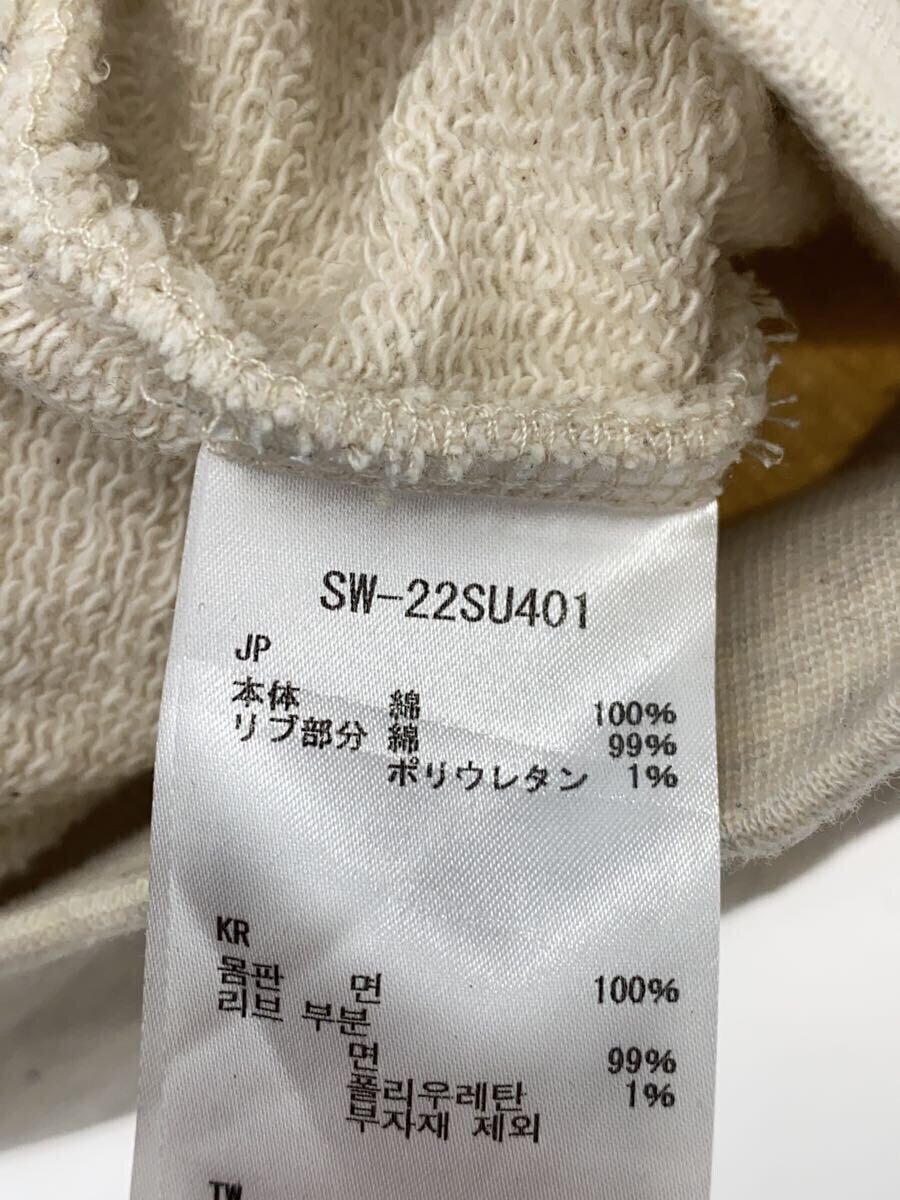 SW-22SU401
JP
本体 綿 100%
リブ部分 綿 99%
ポリウレタン 1%
KR
몸판 면 100%
리브 부분
면 99%
폴리우레탄 1%
부자재 제외
TW